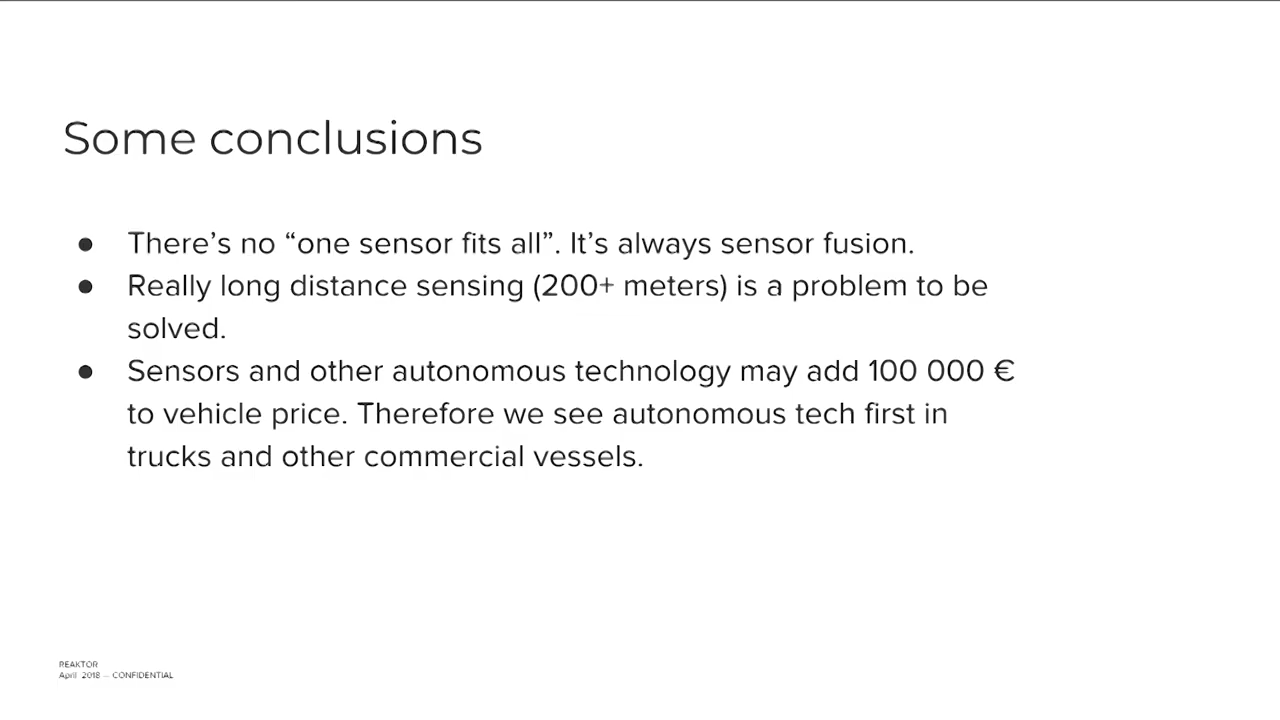 Some conclusions
● There’s no “one sensor fits all”. It’s always sensor fusion.
● Really long distance sensing (200+ meters) is a problem to be
solved.
● Sensors and other autonomous technology may add 100 000 €
to vehicle price. Therefore we see autonomous tech first in
trucks and other commercial vessels.
REAKTOR
April 2018 — CONFIDENTIAL